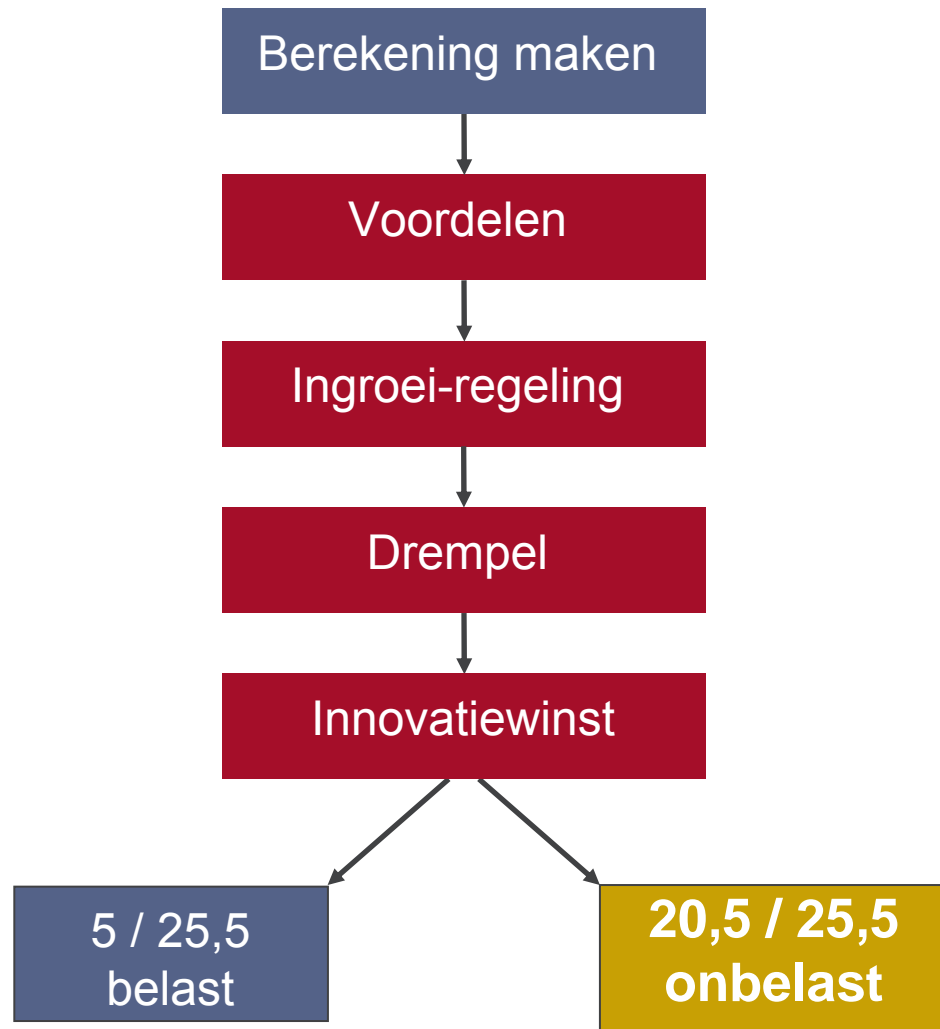 Berekening maken
Voordelen
Ingroei-regeling
Drempel
Innovatiewinst
5 / 25,5
belast
20,5 / 25,5
onbelast